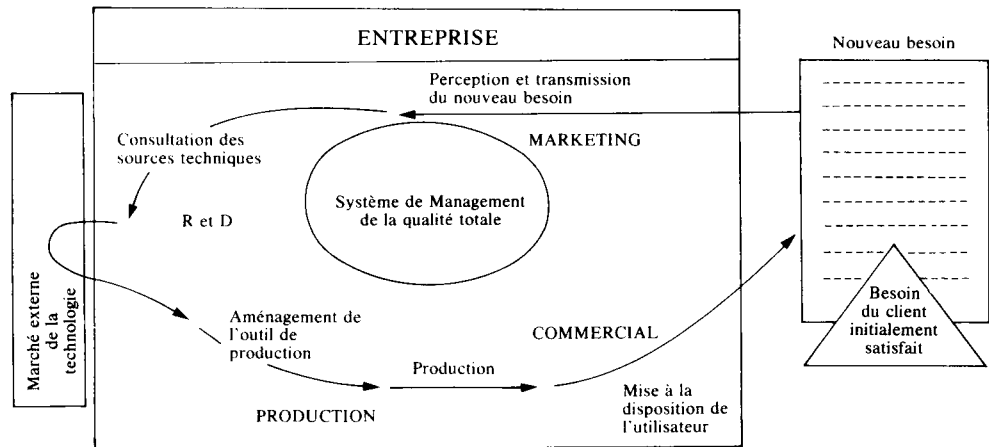 ENTREPRISE
Nouveau besoin
Perception et transmission
du nouveau besoin
MARKETING
Consultation des
sources techniques
Système de Management
de la qualité totale
R et D
Marché externe
de la
technologie
Aménagement de
l'outil de
production
COMMERCIAL
Besoin
du client
initialement
satisfait
Production
PRODUCTION
Mise à la
disposition de
l'utilisateur